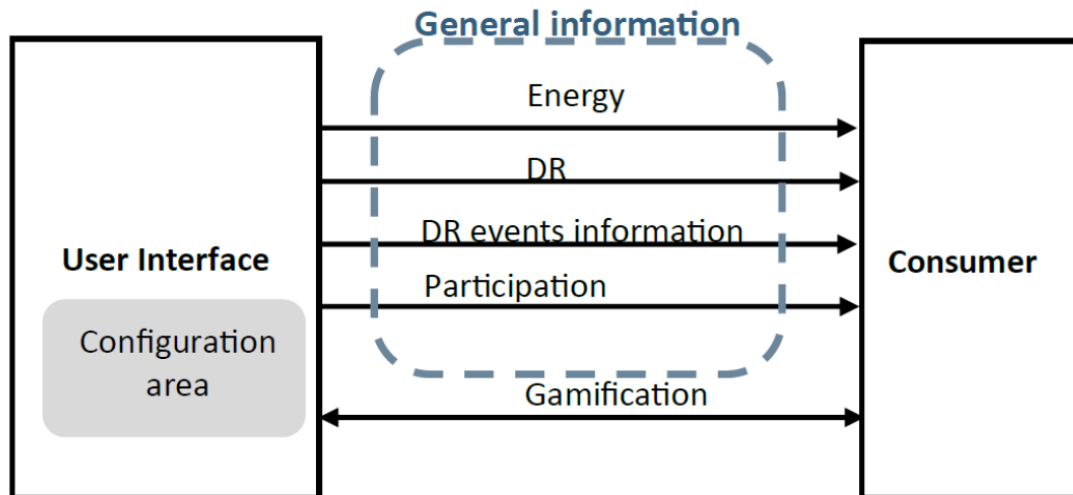 General information
Energy
DR
DR events information
User Interface
Consumer
Participation
Configuration
area
Gamification